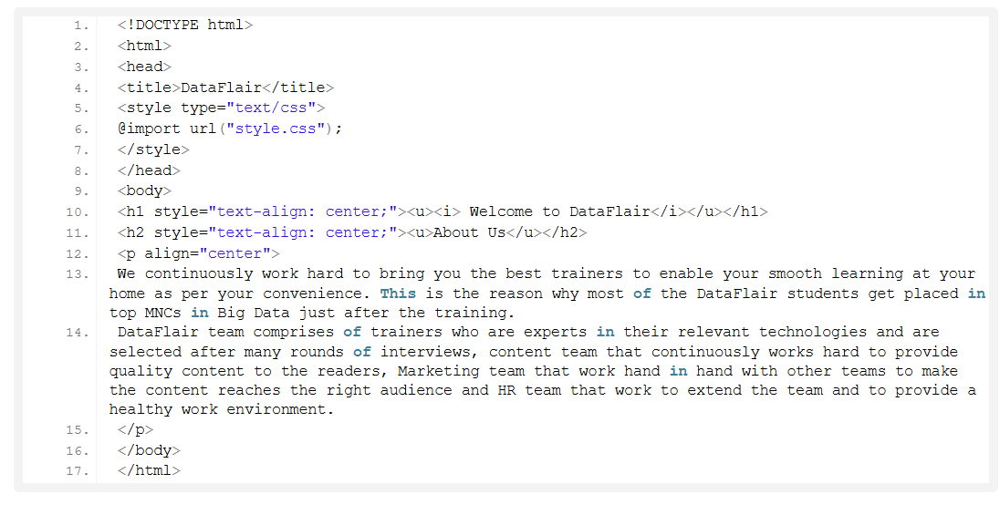 1. <!DOCTYPE html>
2. <html>
3. <head>
4. <title>DataFlair</title>
5. <style type="text/css">
6. @import url("style.css");
7. </style>
8. </head>
9. <body>
10. <h1 style="text-align: center;"><u><i> Welcome to DataFlair</i></u></h1>
11. <h2 style="text-align: center;"><u>About Us</u></h2>
12. <p align="center">
13. We continuously work hard to bring you the best trainers to enable your smooth learning at your
home as per your convenience. This is the reason why most of the DataFlair students get placed in
top MNCs in Big Data just after the training.
14. DataFlair team comprises of trainers who are experts in their relevant technologies and are
selected after many rounds of interviews, content team that continuously works hard to provide
quality content to the readers, Marketing team that work hand in hand with other teams to make
the content reaches the right audience and HR team that work to extend the team and to provide a
healthy work environment.
15. </p>
16. </body>
17. </html>